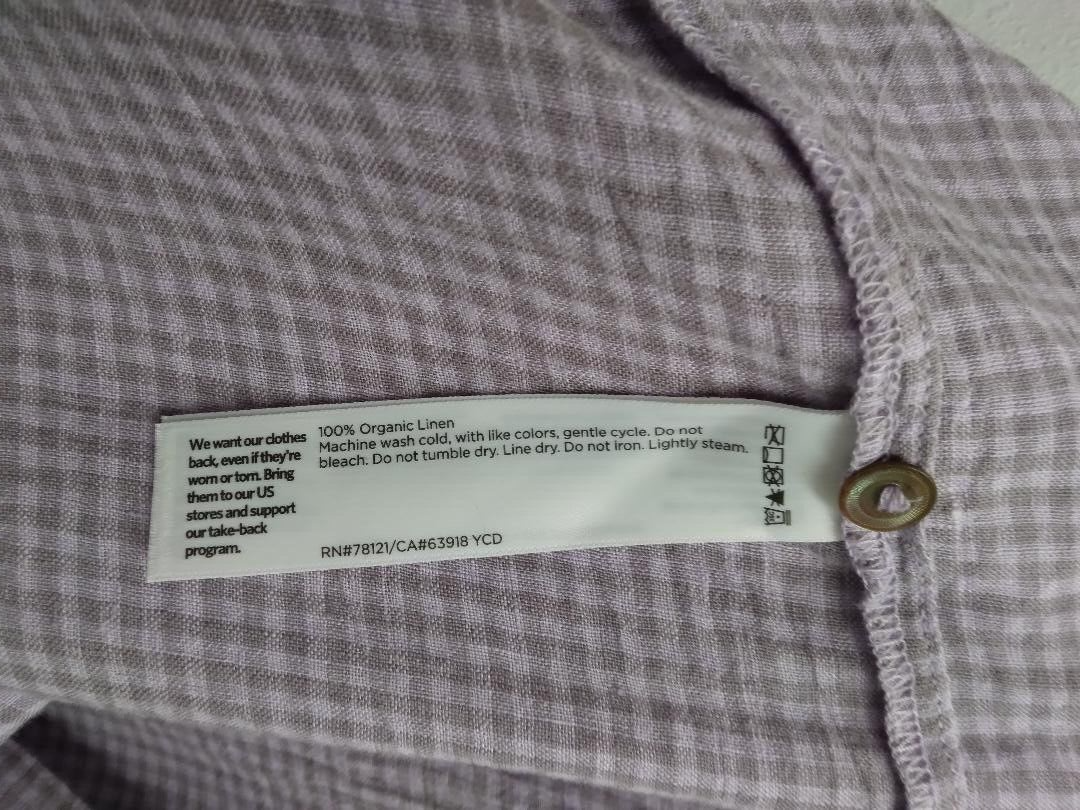 We want our clothes
back, even if they're
worn or torn. Bring
them to our US
stores and support
our take-back
program.
100% Organic Linen
Machine wash cold, with like colors, gentle cycle. Do not
bleach. Do not tumble dry. Line dry. Do not iron. Lightly steam.
RN#78121/CA#63918 YCD